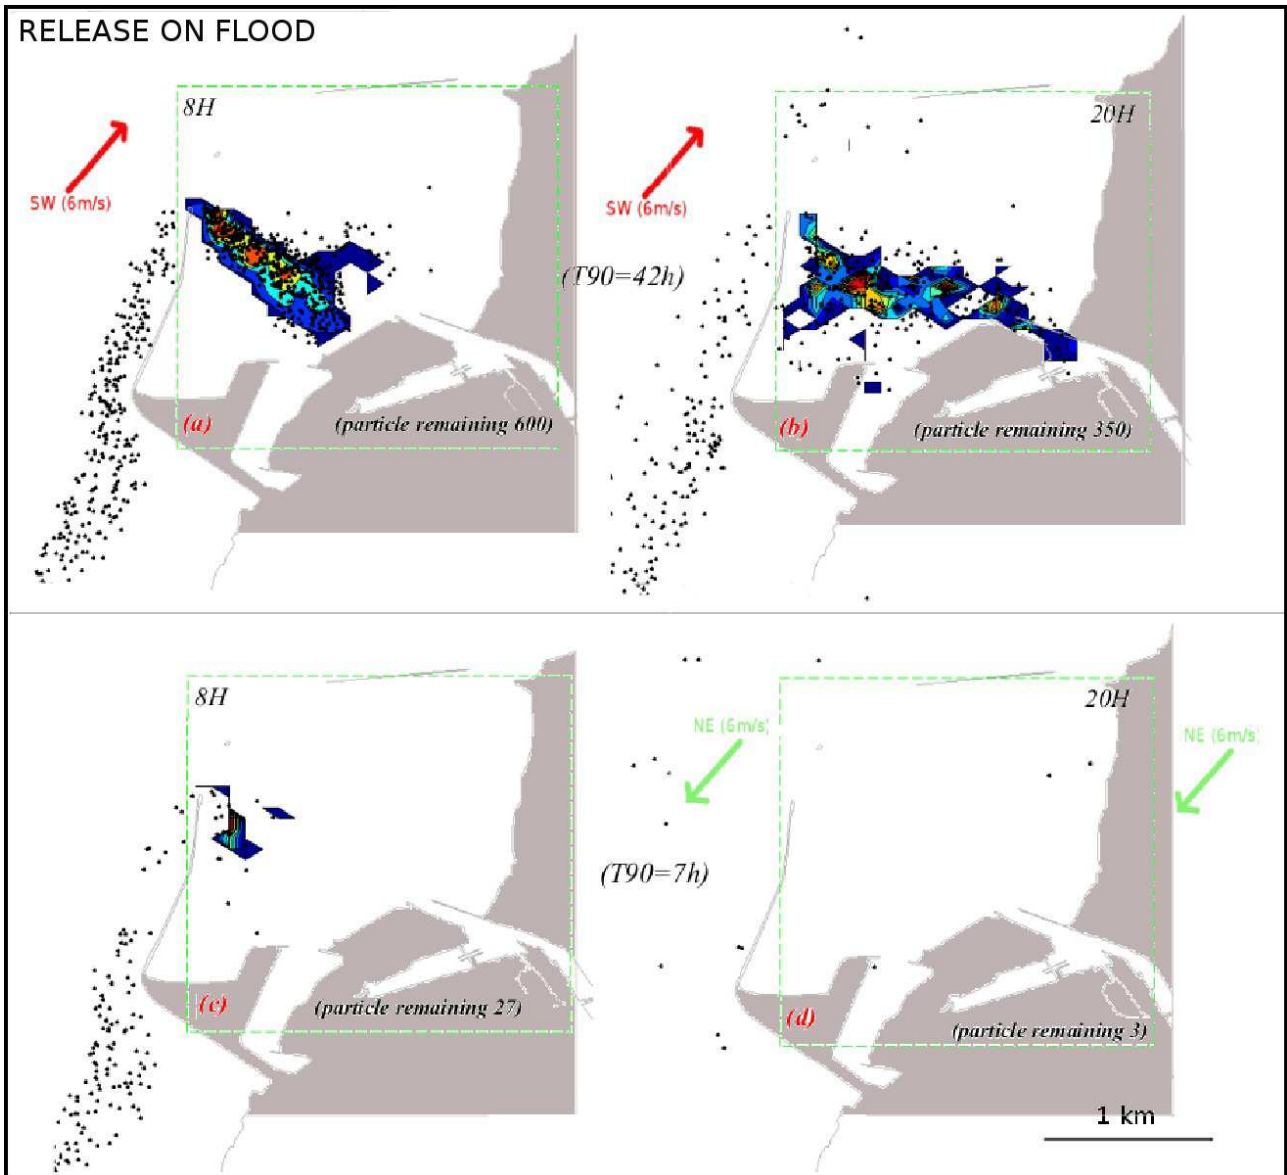 RELEASE ON FLOOD
8H
20H
SW (6m/s)
SW (6m/s)
(T90=42h)
(a)
(particle remaining 600)
(b)
(particle remaining 350)
8H
20H
NE (6m/s)
NE (6m/s)
(T90=7h)
(c)
(particle remaining 27)
(d)
(particle remaining 3)
1 km